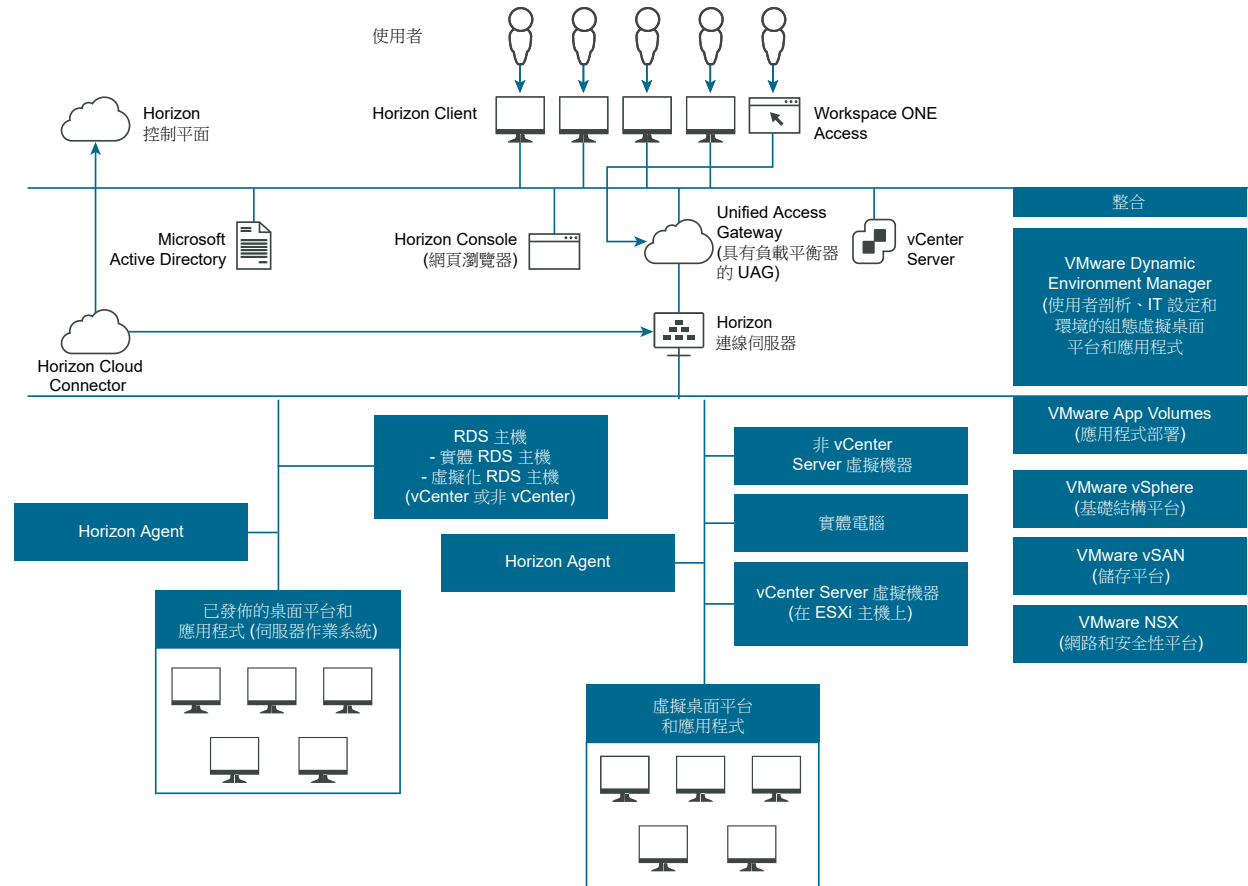 使用者
Horizon
控制平面
Horizon Client
Workspace ONE
Access
整合
Microsoft
Active Directory
Horizon Console
(網頁瀏覽器)
Unified Access
Gateway
(具有負載平衡器
的 UAG)
vCenter
Server
VMware Dynamic
Environment Manager
(使用者剖析、IT 設定和
環境的組態虛擬桌面
平台和應用程式
Horizon Cloud
Connector
Horizon
連線伺服器
RDS 主機
- 實體 RDS 主機
- 虛擬化 RDS 主機
(vCenter 或非 vCenter)
非 vCenter
Server 虛擬機器
VMware App Volumes
(應用程式部署)
VMware vSphere
(基礎結構平台)
Horizon Agent
實體電腦
Horizon Agent
VMware vSAN
(儲存平台)
vCenter Server 虛擬機器
(在 ESXi 主機上)
已發佈的桌面平台和
應用程式 (伺服器作業系統)
VMware NSX
(網路和安全性平台)
虛擬桌面平台
和應用程式